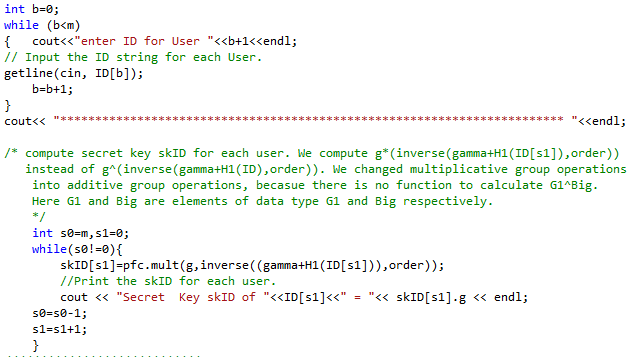 int b=0;
while (b<m)
{   cout<<"enter ID for User "<<b+1<<endl;
// Input the ID string for each User.
getline(cin, ID[b]);
    b=b+1;
}
cout<< "************************************************************************ "<<endl;
/* compute secret key skID for each user. We compute g*(inverse(gamma+H1(ID[s1]),order))
   instead of g^(inverse(gamma+H1(ID),order)). We changed multiplicative group operations
    into additive group operations, becasue there is no function to calculate G1^Big.
    Here G1 and Big are elements of data type G1 and Big respectively.
    */
    int s0=m,s1=0;
    while(s0!=0){
        skID[s1]=pfc.mult(g,inverse((gamma+H1(ID[s1])),order));
        //Print the skID for each user.
        cout << "Secret  Key skID of "<<ID[s1]<<" = "<< skID[s1].g << endl;
    s0=s0-1;
    s1=s1+1;
    }